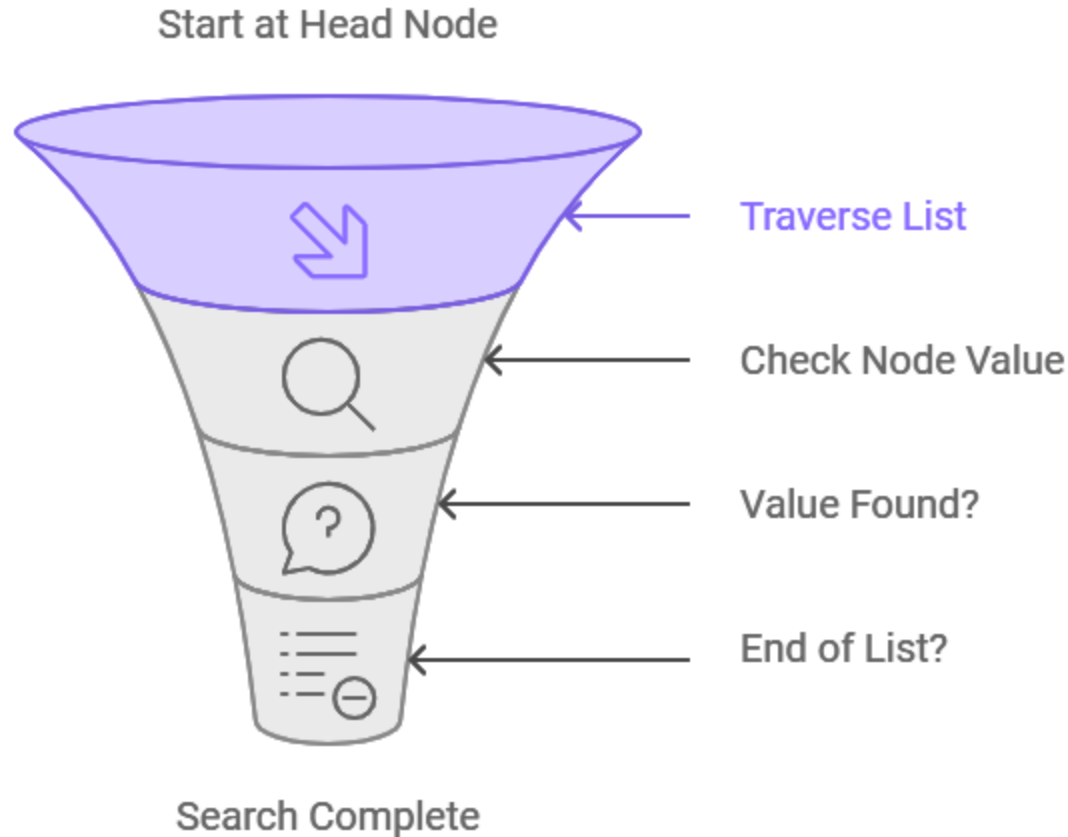 Start at Head Node
Traverse List
Check Node Value
Value Found?
End of List?
Search Complete